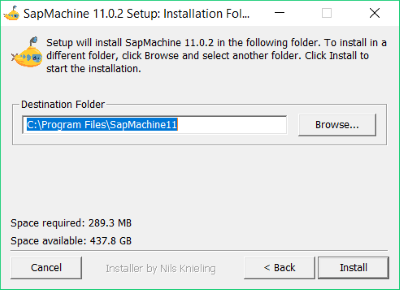 SapMachine 11.0.2 Setup: Installation Fol...
Setup will install SapMachine 11.0.2 in the following folder. To install in a
different folder, click Browse and select another folder. Click Install to
start the installation.
Destination Folder
C:\Program Files\SapMachine11
Browse...
Space required: 289.3 MB
Space available: 437.8 GB
Cancel
Installer by Nils Knieling
< Back
Install